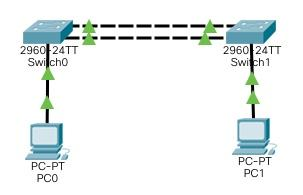 2960-24TT
Switch0
2960-24TT
Switch1
PC-PT
PC0
PC-PT
PC1